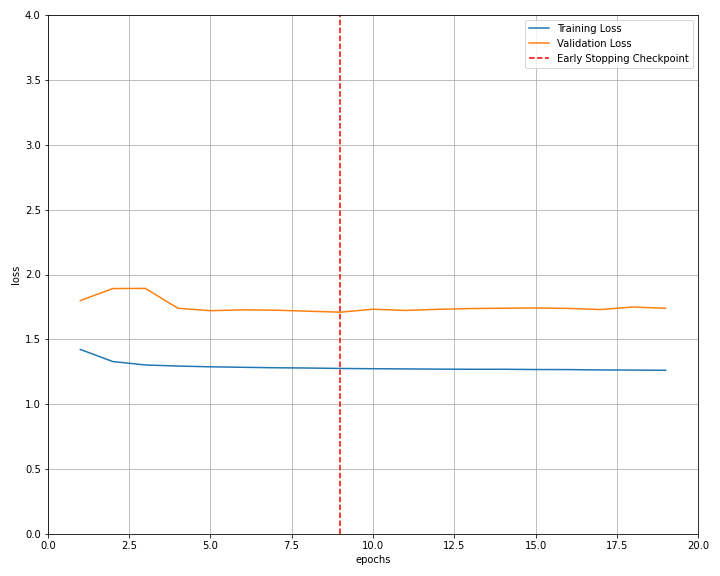 4.0
3.5
3.0
2.5
2.0
1.5
1.0
0.5
0.0
loss
Training Loss
Validation Loss
Early Stopping Checkpoint
0.0 2.5 5.0 7.5 10.0 12.5 15.0 17.5 20.0
epochs